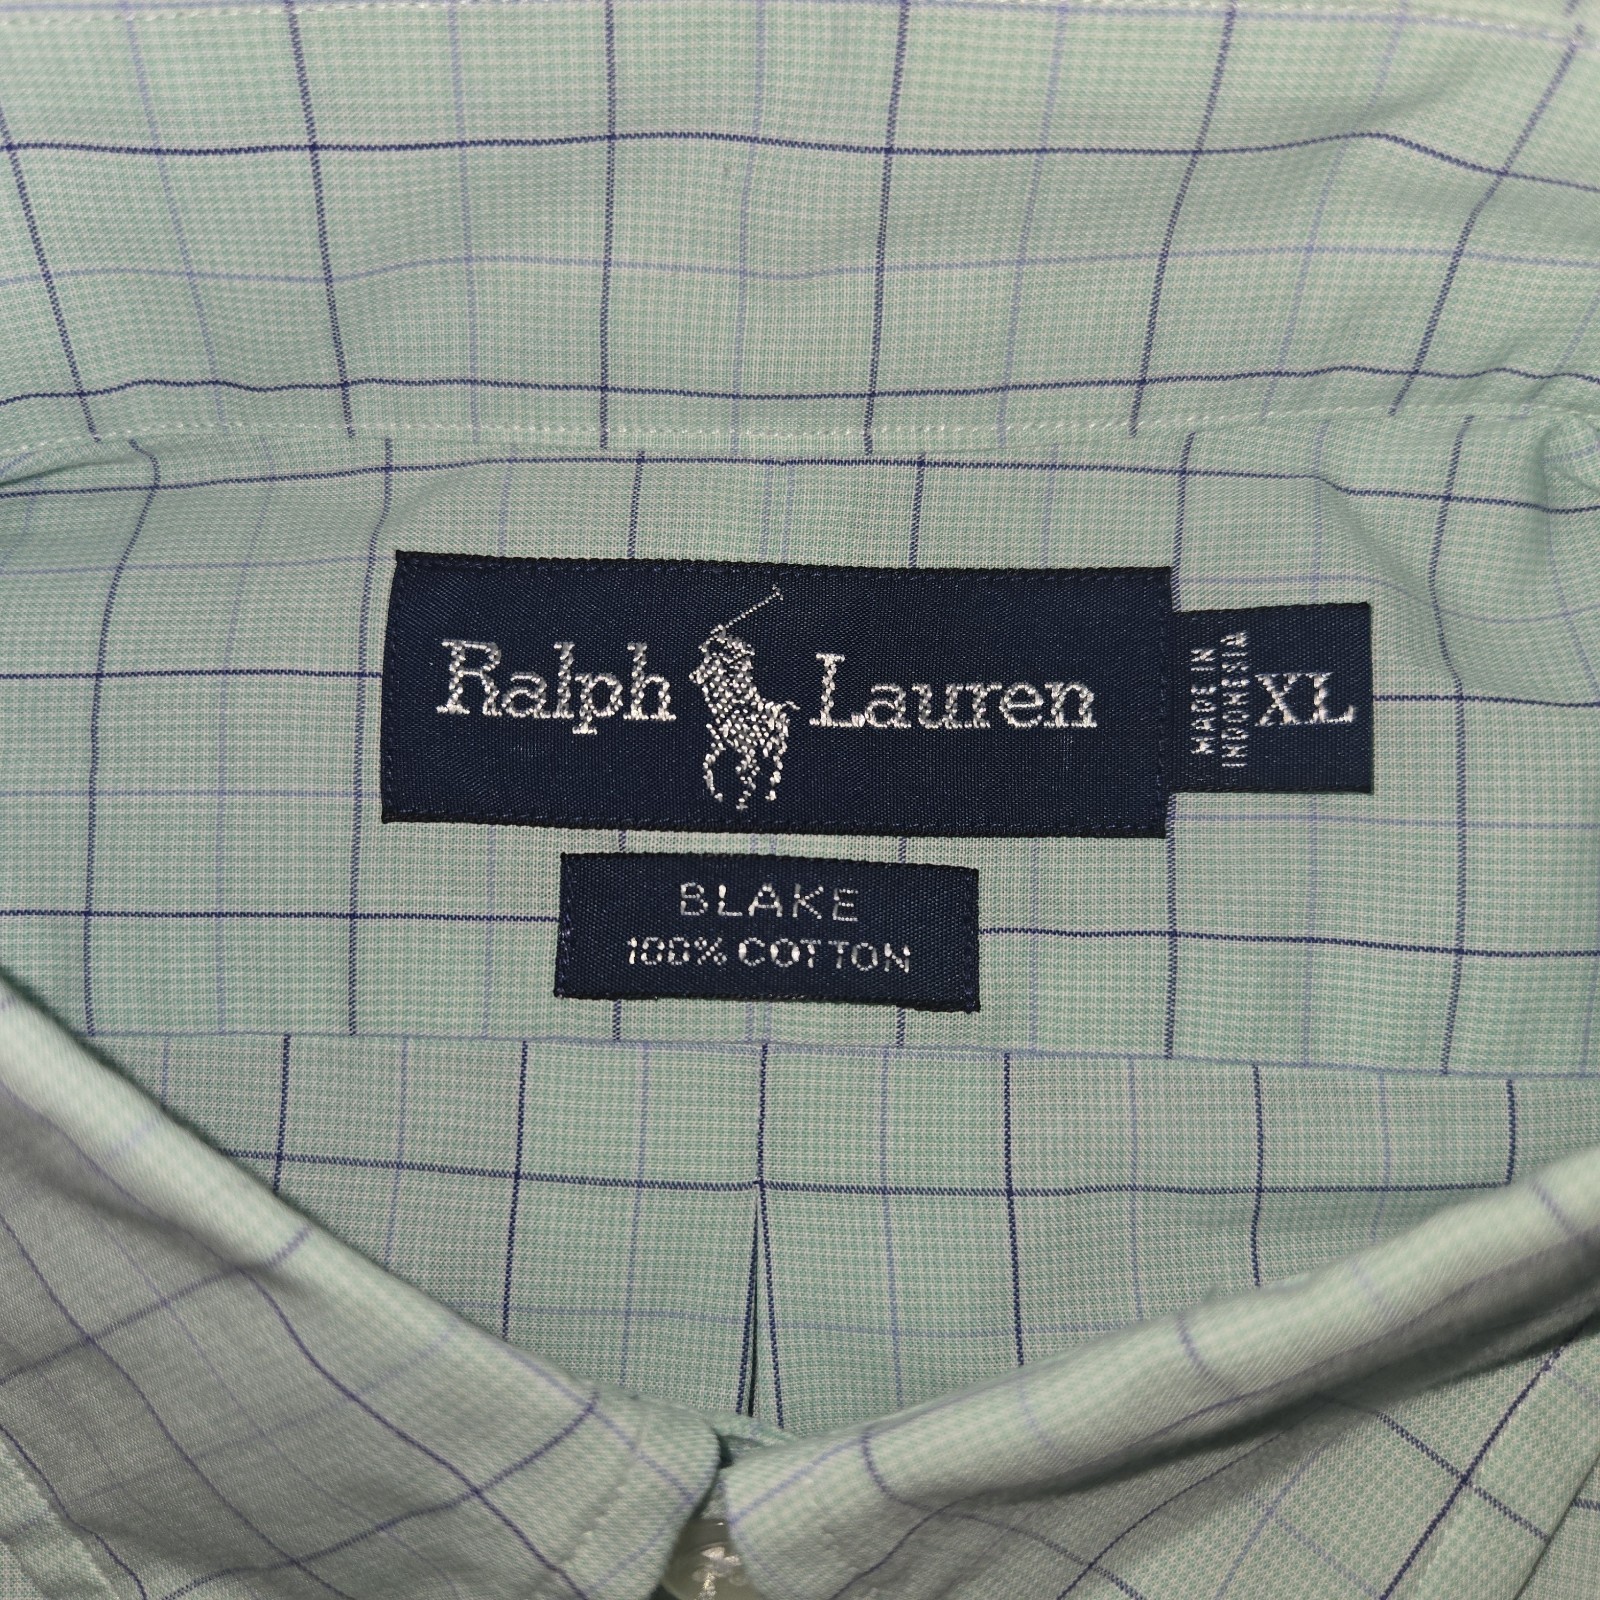 Ralph Lauren
MADE IN
INDONESIA
XL
BLAKE
100% COTTON